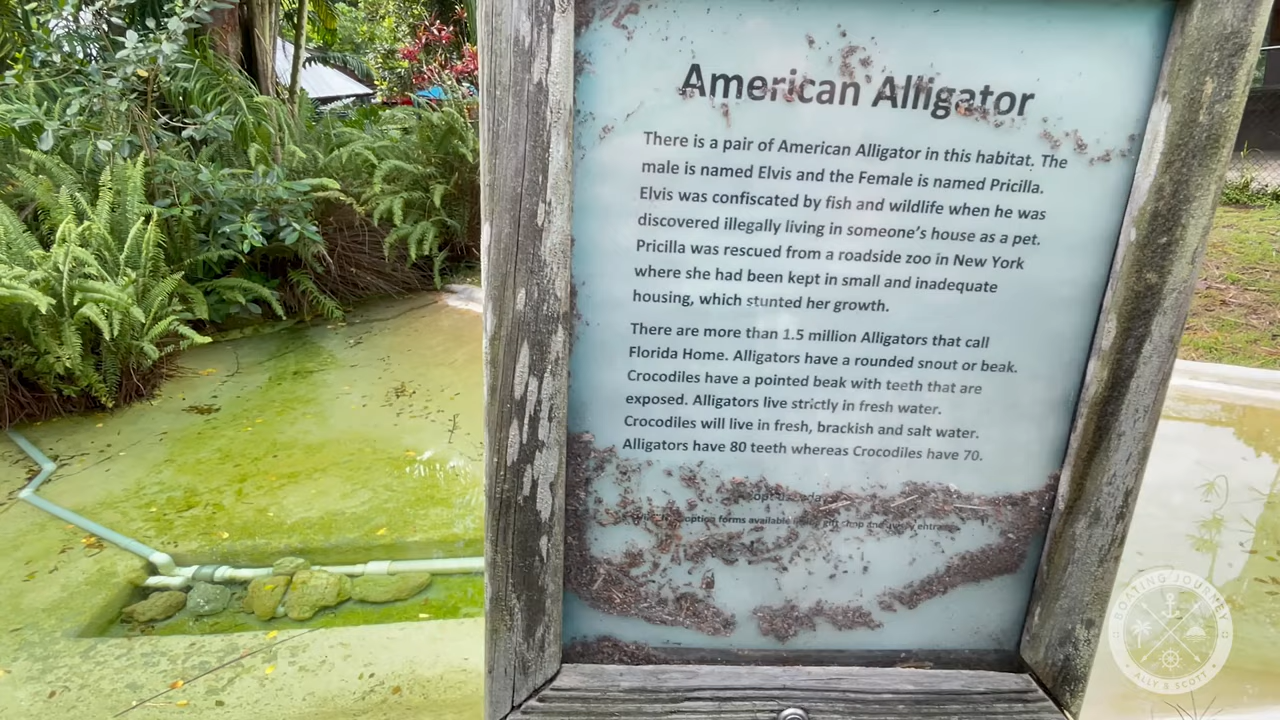 American Alligator
There is a pair of American Alligator in this habitat. The
male is named Elvis and the Female is named Pricilla.
Elvis was confiscated by fish and wildlife when he was
discovered illegally living in someone's house as a pet.
Pricilla was rescued from a roadside zoo in New York
where she had been kept in small and inadequate
housing, which stunted her growth.
There are more than 1.5 million Alligators that call
Florida Home. Alligators have a rounded snout or beak.
Crocodiles have a pointed beak with teeth that are
exposed. Alligators live strictly in fresh water.
Crocodiles will live in fresh, brackish and salt water.
Alligators have 80 teeth whereas Crocodiles have 70.
forms available shop
BOATING JOURNEY
ALLY & SCOTT